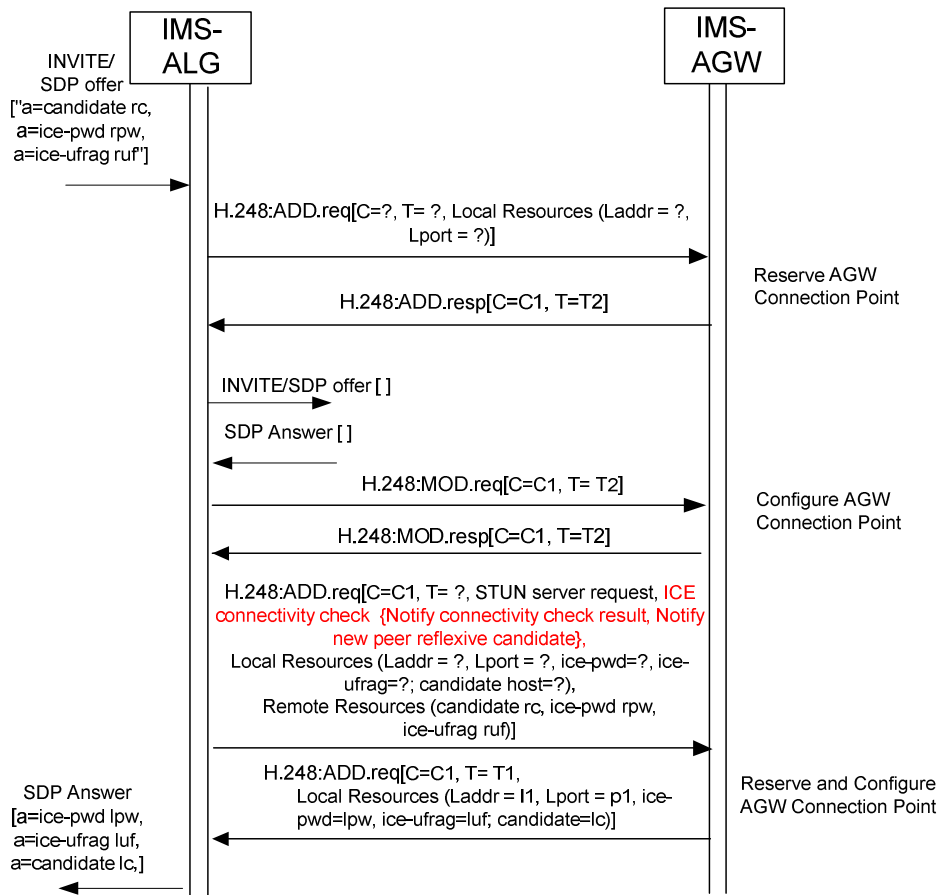 IMS-
ALG
IMS-
AGW
INVITE/
SDP offer
["a=candidate rc,
a=ice-pwd rpw,
a=ice-ufrag ruf"]
H.248:ADD.req[C=?, T= ?, Local Resources (Laddr = ?,
Lport = ?)]
Reserve AGW
Connection Point
H.248:ADD.resp[C=C1, T=T2]
INVITE/SDP offer [ ]
SDP Answer [ ]
H.248:MOD.req[C=C1, T= T2]
Configure AGW
Connection Point
H.248:MOD.resp[C=C1, T=T2]
H.248:ADD.req[C=C1, T= ?, STUN server request, ICE
connectivity check {Notify connectivity check result, Notify
new peer reflexive candidate},
Local Resources (Laddr = ?, Lport = ?, ice-pwd=?, ice-
ufrag=?; candidate host=?),
Remote Resources (candidate rc, ice-pwd rpw,
ice-ufrag ruf)]
H.248:ADD.req[C=C1, T= T1,
Local Resources (Laddr = l1, Lport = p1, ice-
pwd=lpw, ice-ufrag=luf; candidate=lc)]
Reserve and Configure
AGW Connection Point
SDP Answer
[a=ice-pwd lpw,
a=ice-ufrag luf,
a=candidate lc,]